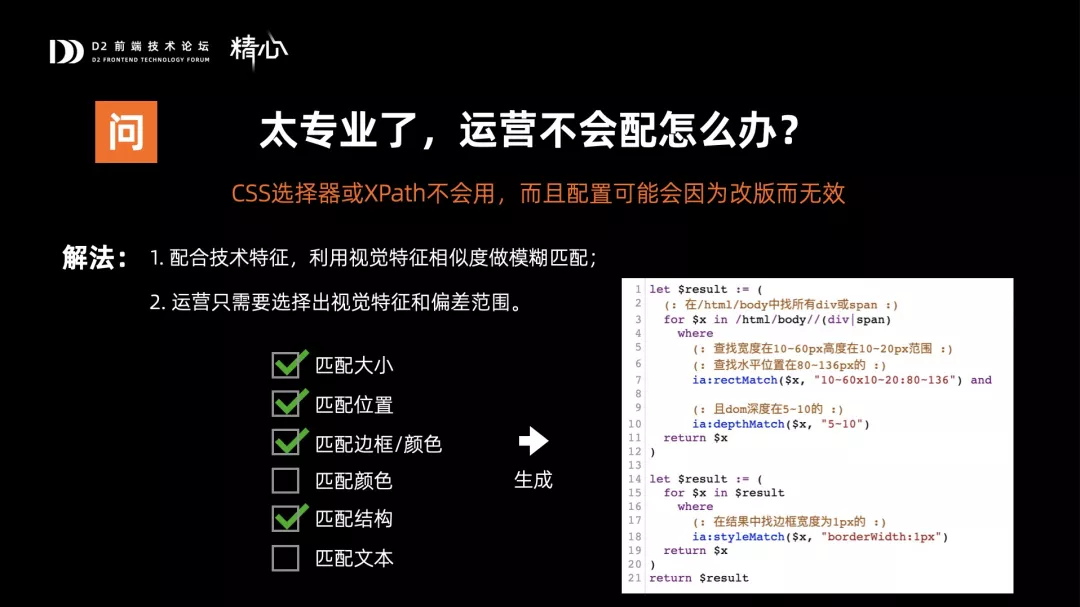 D2 前端技术论坛
D2 FRONTEND TECHNOLOGY FORUM
精心
问
太专业了，运营不会配怎么办？
CSS选择器或XPath不会用，而且配置可能会因为改版而无效
解法：
1. 配合技术特征，利用视觉特征相似度做模糊匹配；
2. 运营只需要选择出视觉特征和偏差范围。
匹配大小
匹配位置
匹配边框/颜色
匹配颜色
匹配结构
匹配文本
生成
1 let $result := (
2 (: 在/html/body中找所有div或span :)
3 for $x in /html/body//(div|span)
4 where
5 (: 查找宽度在10-60px高度在10-20px范围 :)
6 (: 查找水平位置在80-136px的 :)
7 ia:rectMatch($x, "10-60x10-20:80-136") and
8
9 (: 且dom深度在5-10的 :)
10 ia:depthMatch($x, "5-10")
11 return $x
12 )
13
14 let $result := (
15 for $x in $result
16 where
17 (: 在结果中找边框宽度为1px的 :)
18 ia:styleMatch($x, "borderWidth:1px")
19 return $x
20 )
21 return $result